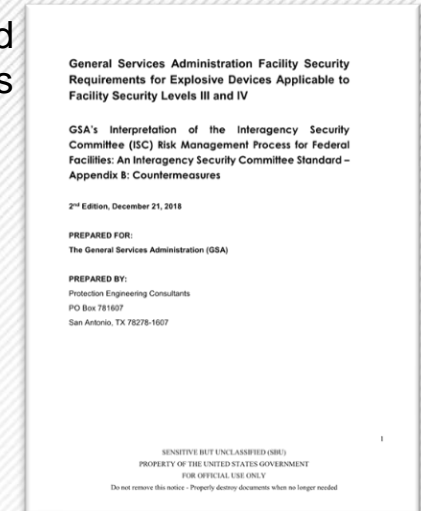 d
s
General Services Administration Facility Security
Requirements for Explosive Devices Applicable to
Facility Security Levels III and IV
GSA's Interpretation of the Interagency Security
Committee (ISC) Risk Management Process for Federal
Facilities: An Interagency Security Committee Standard –
Appendix B: Countermeasures
2nd Edition, December 21, 2018
PREPARED FOR:
The General Services Administration (GSA)
PREPARED BY:
Protection Engineering Consultants
PO Box 781607
San Antonio, TX 78278-1607
1
SENSITIVE BUT UNCLASSIFIED (SBU)
PROPERTY OF THE UNITED STATES GOVERNMENT
FOR OFFICIAL USE ONLY
Do not remove this notice - Properly destroy documents when no longer needed